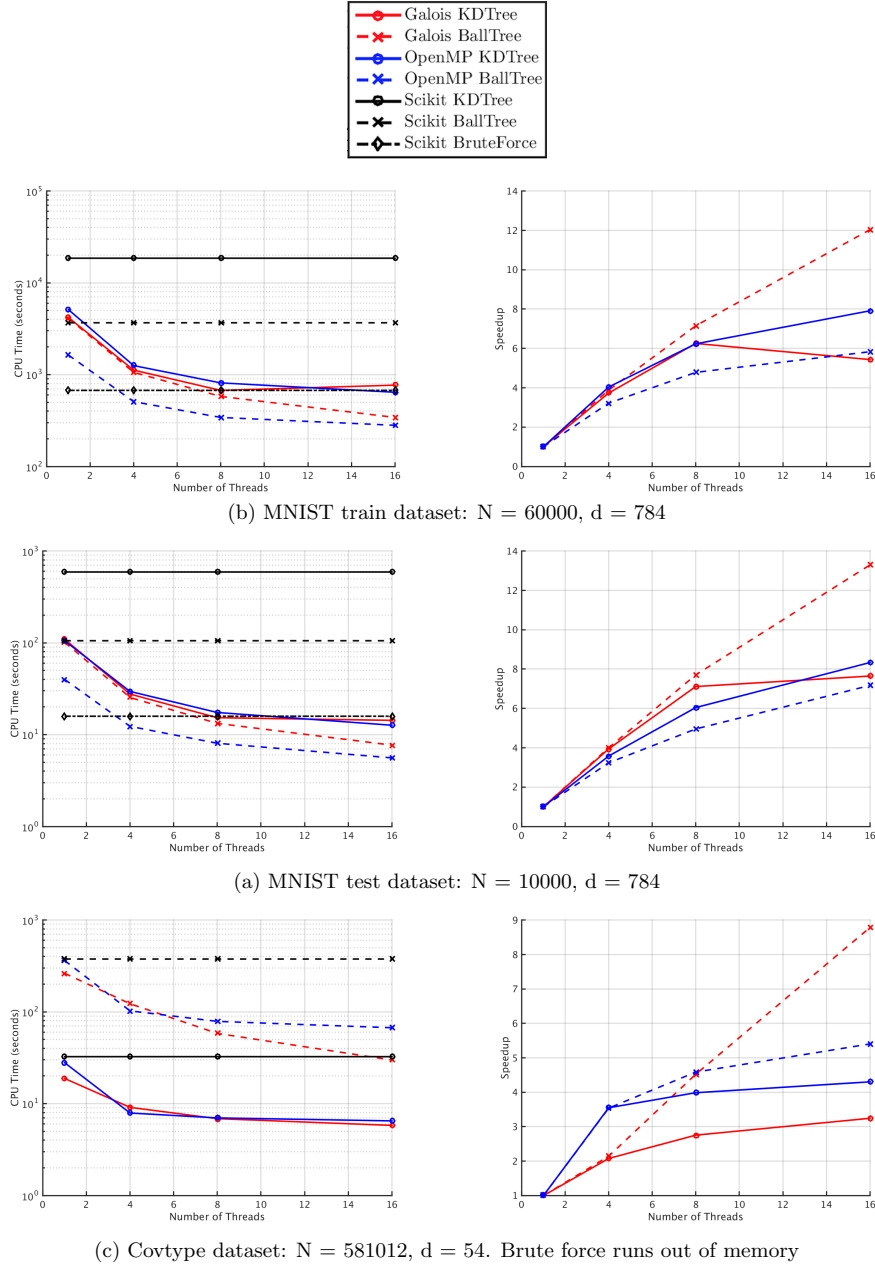 Galois KDTree
Galois BallTree
OpenMP KDTree
OpenMP BallTree
Scikit KDTree
Scikit BallTree
Scikit BruteForce
10^5
10^4
10^3
10^2
CPU Time (seconds)
0 2 4 6 8 10 12 14 16
Number of Threads
14
12
10
8
6
4
2
0
Speedup
0 2 4 6 8 10 12 14 16
Number of Threads
(b) MNIST train dataset: N = 60000, d = 784
10^3
10^2
10^1
10^0
CPU Time (seconds)
0 2 4 6 8 10 12 14 16
Number of Threads
14
12
10
8
6
4
2
0
Speedup
0 2 4 6 8 10 12 14 16
Number of Threads
(a) MNIST test dataset: N = 10000, d = 784
10^3
10^2
10^1
10^0
CPU Time (seconds)
0 2 4 6 8 10 12 14 16
Number of Threads
9
8
7
6
5
4
3
2
1
Speedup
0 2 4 6 8 10 12 14 16
Number of Threads
(c) Covtype dataset: N = 581012, d = 54. Brute force runs out of memory